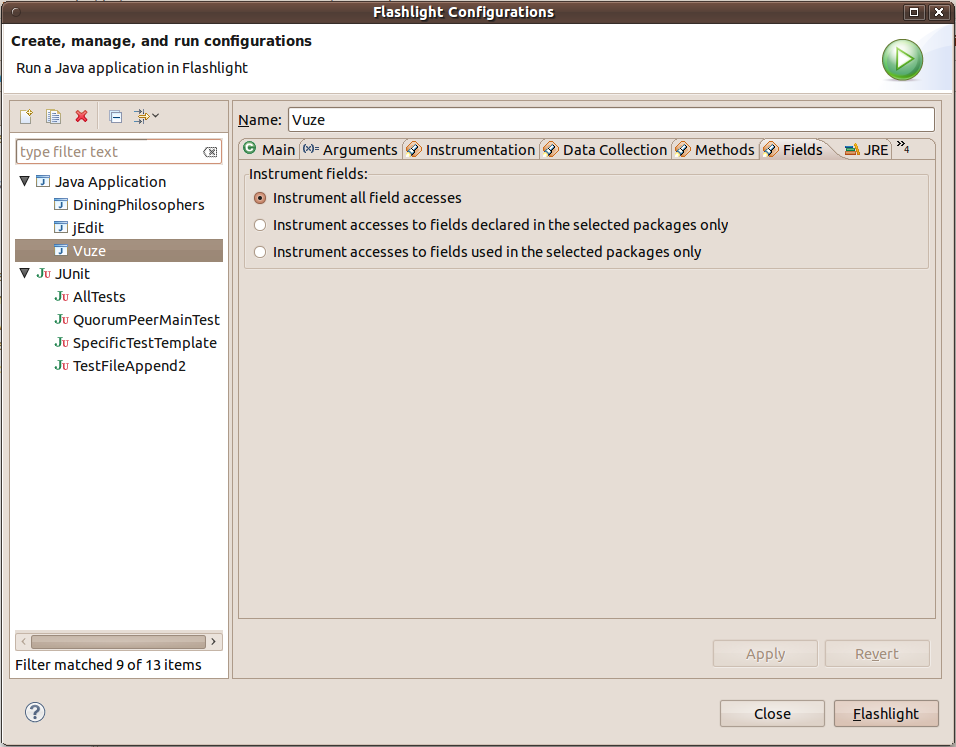 Flashlight Configurations
Create, manage, and run configurations
Run a Java application in Flashlight
type filter text
Java Application
DiningPhilosophers
jEdit
Vuze
JUnit
AllTests
QuorumPeerMainTest
SpecificTestTemplate
TestFileAppend2
Filter matched 9 of 13 items
Name: Vuze
Main (x)= Arguments Instrumentation Data Collection Methods Fields JRE »4
Instrument fields:
Instrument all field accesses
Instrument accesses to fields declared in the selected packages only
Instrument accesses to fields used in the selected packages only
Apply Revert
Close Flashlight